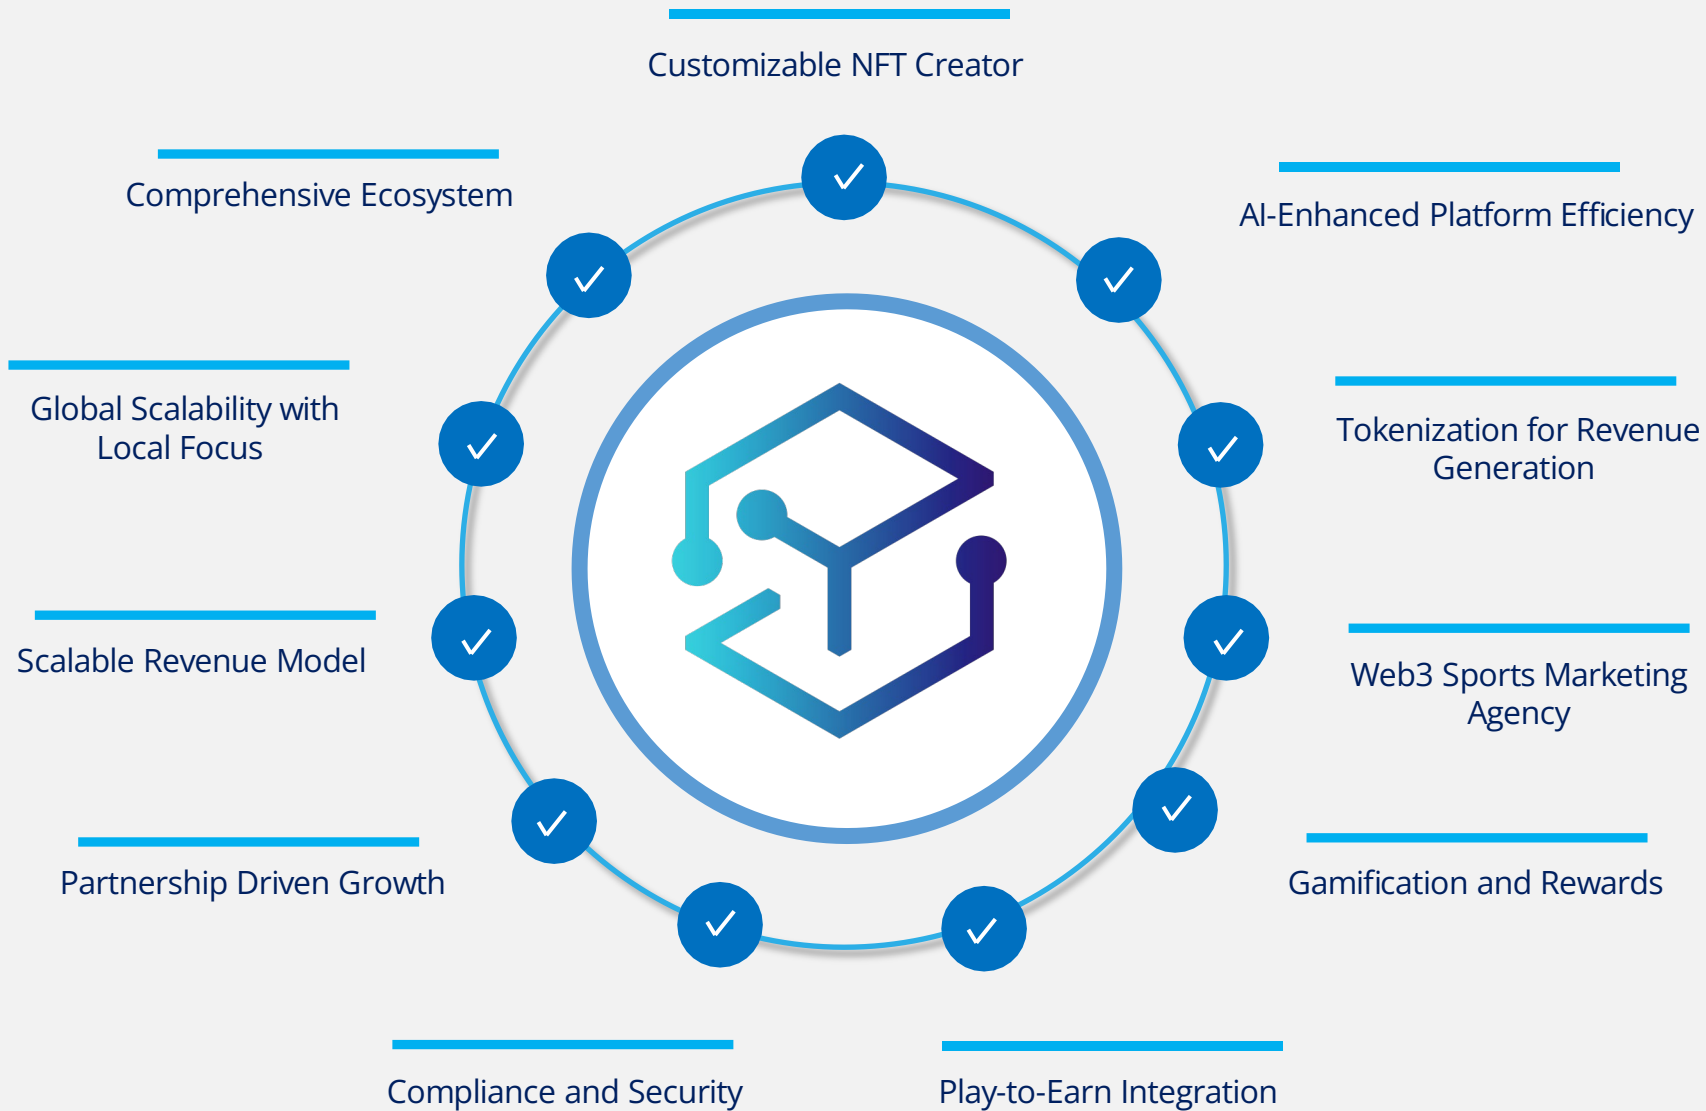 Customizable NFT Creator
Comprehensive Ecosystem
AI-Enhanced Platform Efficiency
Global Scalability with
Local Focus
Tokenization for Revenue
Generation
Scalable Revenue Model
Web3 Sports Marketing
Agency
Partnership Driven Growth
Gamification and Rewards
Compliance and Security
Play-to-Earn Integration